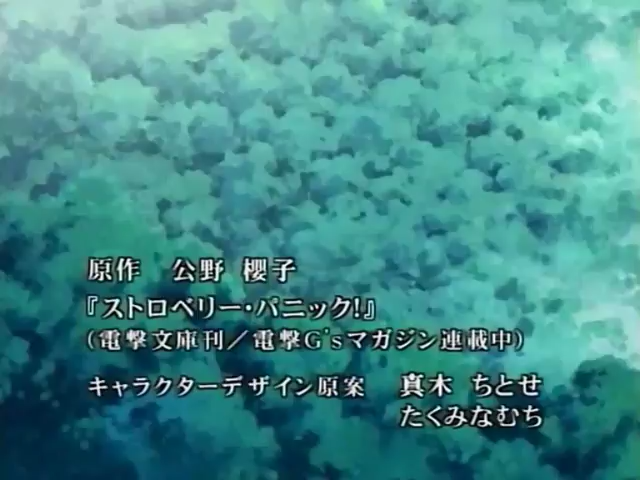 原作　公野 櫻子
『ストロベリー・パニック!』
(電撃文庫刊／電撃G'sマガジン連載中)
キャラクターデザイン原案　真木 ちとせ
たくみなむち